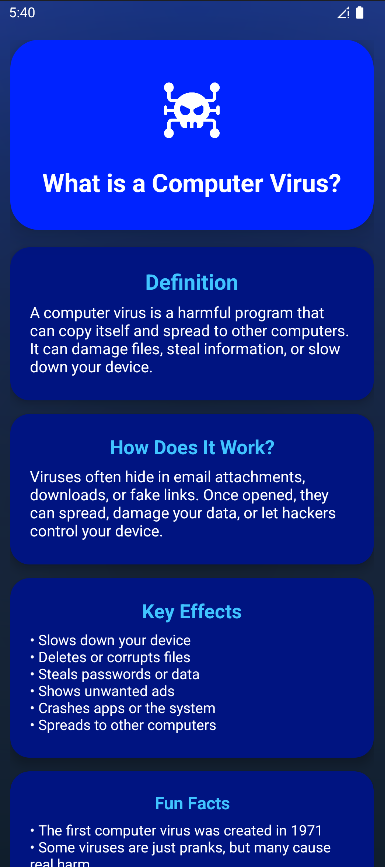 5:40
What is a Computer Virus?
Definition
A computer virus is a harmful program that
can copy itself and spread to other computers.
It can damage files, steal information, or slow
down your device.
How Does It Work?
Viruses often hide in email attachments,
downloads, or fake links. Once opened, they
can spread, damage your data, or let hackers
control your device.
Key Effects
• Slows down your device
• Deletes or corrupts files
• Steals passwords or data
• Shows unwanted ads
• Crashes apps or the system
• Spreads to other computers
Fun Facts
• The first computer virus was created in 1971
• Some viruses are just pranks, but many cause
real harm